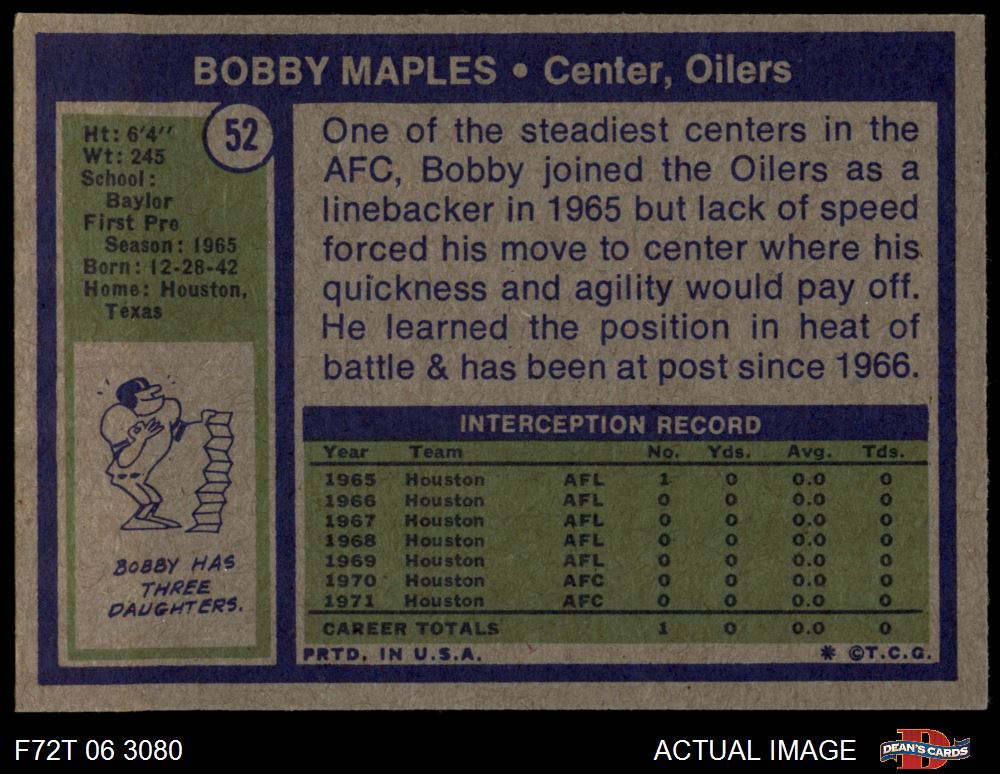 BOBBY MAPLES • Center, Oilers
52
Ht: 6'4''
Wt: 245
School:
Baylor
First Pro
Season: 1965
Born: 12-28-42
Home: Houston,
Texas
BOBBY HAS
THREE
DAUGHTERS.
One of the steadiest centers in the
AFC, Bobby joined the Oilers as a
linebacker in 1965 but lack of speed
forced his move to center where his
quickness and agility would pay off.
He learned the position in heat of
battle & has been at post since 1966.
INTERCEPTION RECORD
Year Team No. Yds. Avg. Tds.
1965 Houston AFL 1 0 0.0 0
1966 Houston AFL 0 0 0.0 0
1967 Houston AFL 0 0 0.0 0
1968 Houston AFL 0 0 0.0 0
1969 Houston AFL 0 0 0.0 0
1970 Houston AFC 0 0 0.0 0
1971 Houston AFC 0 0 0.0 0
CAREER TOTALS 1 0 0.0 0
PRTD. IN U.S.A. * ©T.C.G.
F72T 06 3080 ACTUAL IMAGE DEAN'S CARDS